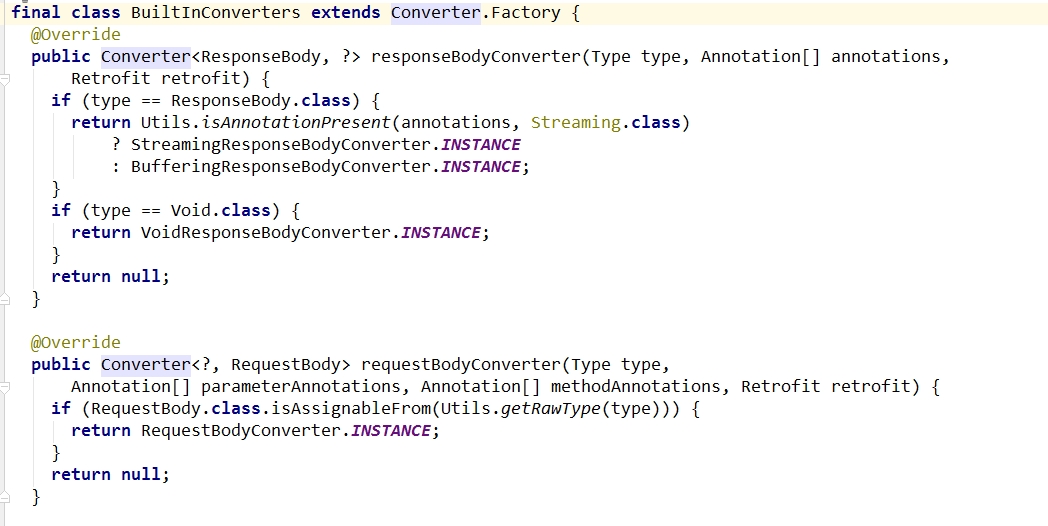 final class BuiltInConverters extends Converter.Factory {
@Override
public Converter<ResponseBody, ?> responseBodyConverter(Type type, Annotation[] annotations,
Retrofit retrofit) {
if (type == ResponseBody.class) {
return Utils.isAnnotationPresent(annotations, Streaming.class)
? StreamingResponseBodyConverter.INSTANCE
: BufferingResponseBodyConverter.INSTANCE;
}
if (type == Void.class) {
return VoidResponseBodyConverter.INSTANCE;
}
return null;
}
@Override
public Converter<?, RequestBody> requestBodyConverter(Type type,
Annotation[] parameterAnnotations, Annotation[] methodAnnotations, Retrofit retrofit) {
if (RequestBody.class.isAssignableFrom(Utils.getRawType(type))) {
return RequestBodyConverter.INSTANCE;
}
return null;
}